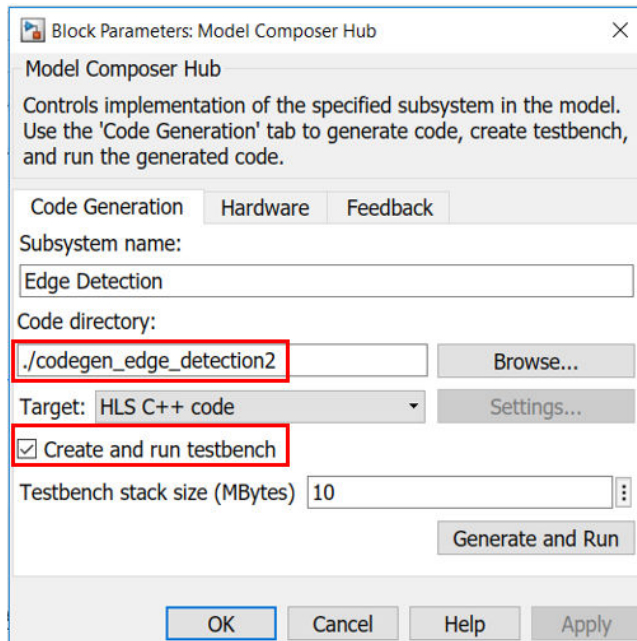 Block Parameters: Model Composer Hub
Model Composer Hub
Controls implementation of the specified subsystem in the model.
Use the 'Code Generation' tab to generate code, create testbench,
and run the generated code.
Code Generation Hardware Feedback
Subsystem name:
Edge Detection
Code directory:
./codegen_edge_detection2 Browse...
Target: HLS C++ code Settings...
Create and run testbench
Testbench stack size (MBytes) 10
Generate and Run
OK Cancel Help Apply